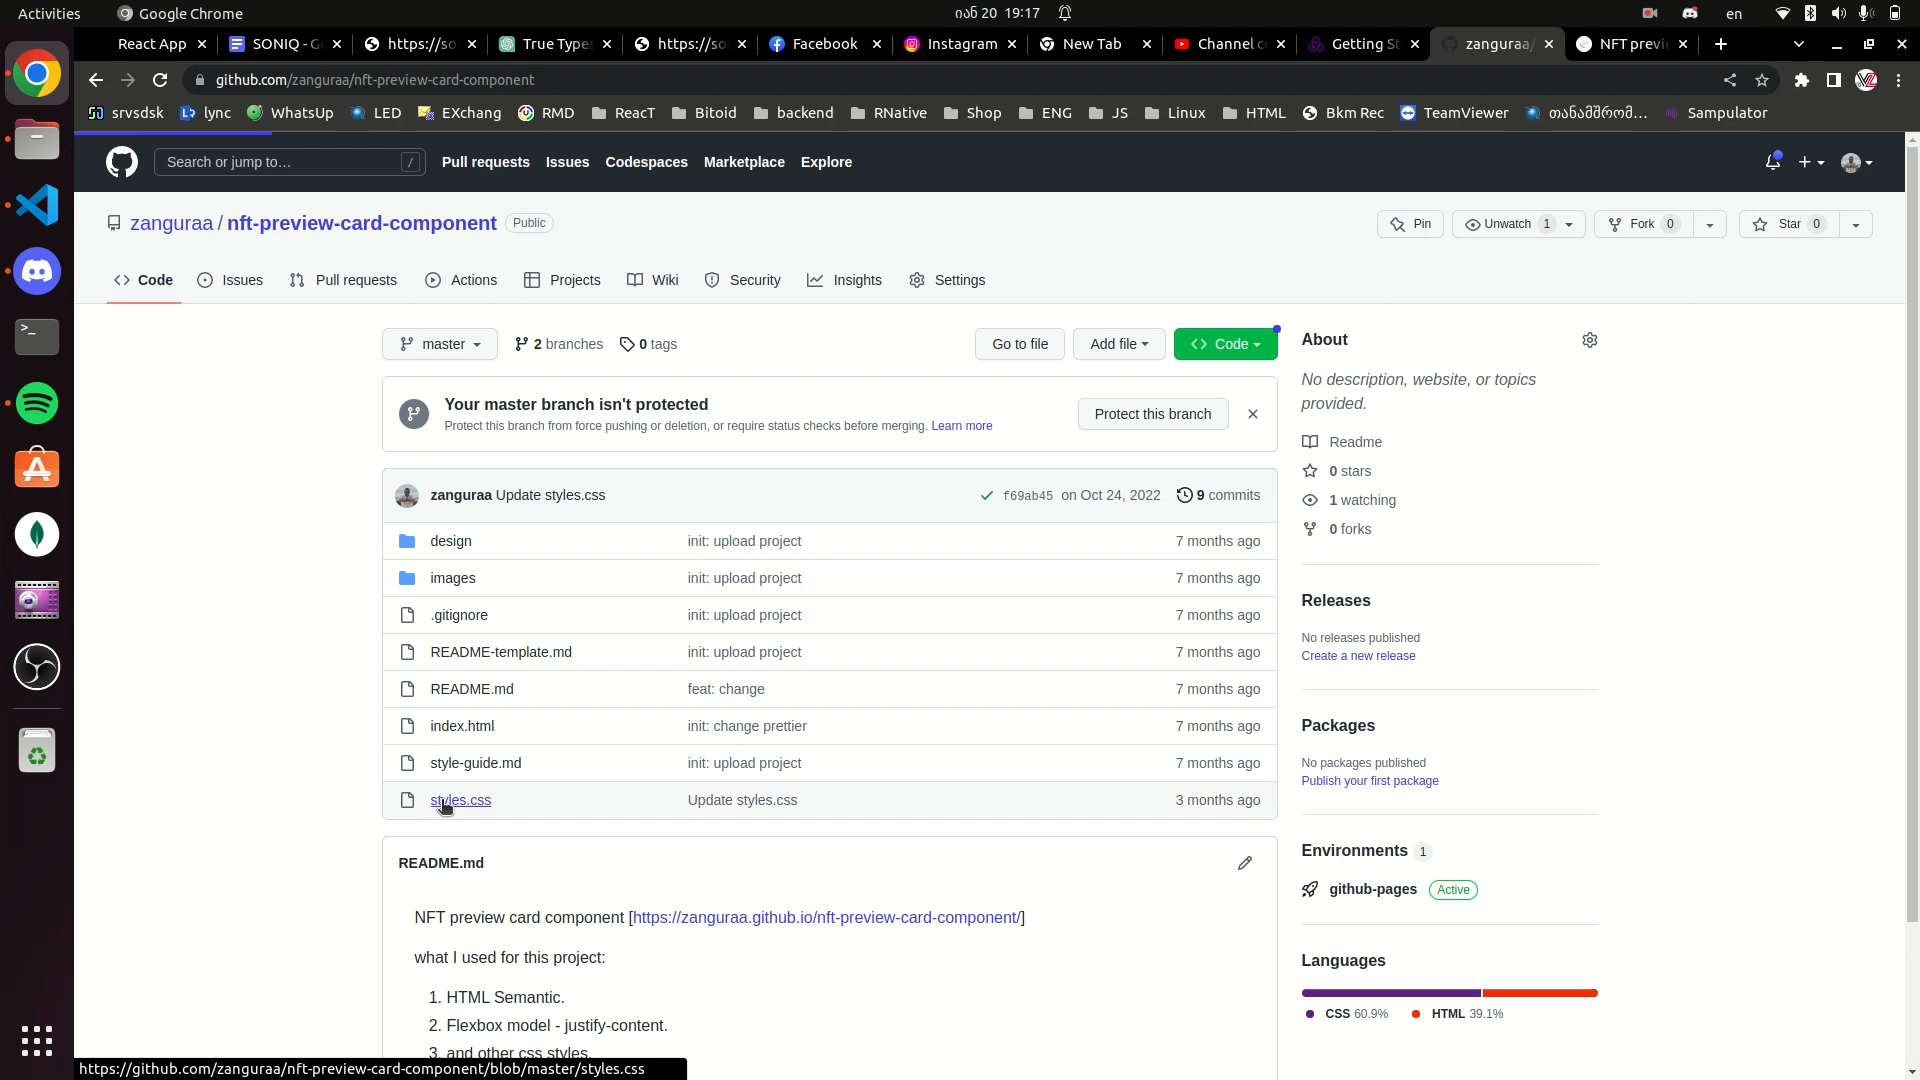 Activities Google Chrome იან 20 19:17 en
React App SONIQ - G https://so True Type https://so Facebook Instagram New Tab Channel c Getting St zanguraa/ NFT previ
github.com/zanguraa/nft-preview-card-component
srvsdsk lync WhatsUp LED EXchang RMD ReacT Bitoid backend RNative Shop ENG JS Linux HTML Bkm Rec TeamViewer თანამშრომ... Sampulator
Search or jump to... / Pull requests Issues Codespaces Marketplace Explore
zanguraa / nft-preview-card-component Public Pin Unwatch 1 Fork 0 Star 0
Code Issues Pull requests Actions Projects Wiki Security Insights Settings
master 2 branches 0 tags Go to file Add file Code
Your master branch isn't protected
Protect this branch from force pushing or deletion, or require status checks before merging. Learn more
Protect this branch
zanguraa Update styles.css f69ab45 on Oct 24, 2022 9 commits
design init: upload project 7 months ago
images init: upload project 7 months ago
.gitignore init: upload project 7 months ago
README-template.md init: upload project 7 months ago
README.md feat: change 7 months ago
index.html init: change prettier 7 months ago
style-guide.md init: upload project 7 months ago
styles.css Update styles.css 3 months ago
README.md
NFT preview card component [https://zanguraa.github.io/nft-preview-card-component/]
what I used for this project:
1. HTML Semantic.
2. Flexbox model - justify-content.
3. and other css styles.
About
No description, website, or topics
provided.
Readme
0 stars
1 watching
0 forks
Releases
No releases published
Create a new release
Packages
No packages published
Publish your first package
Environments 1
github-pages Active
Languages
CSS 60.9% HTML 39.1%
https://github.com/zanguraa/nft-preview-card-component/blob/master/styles.css